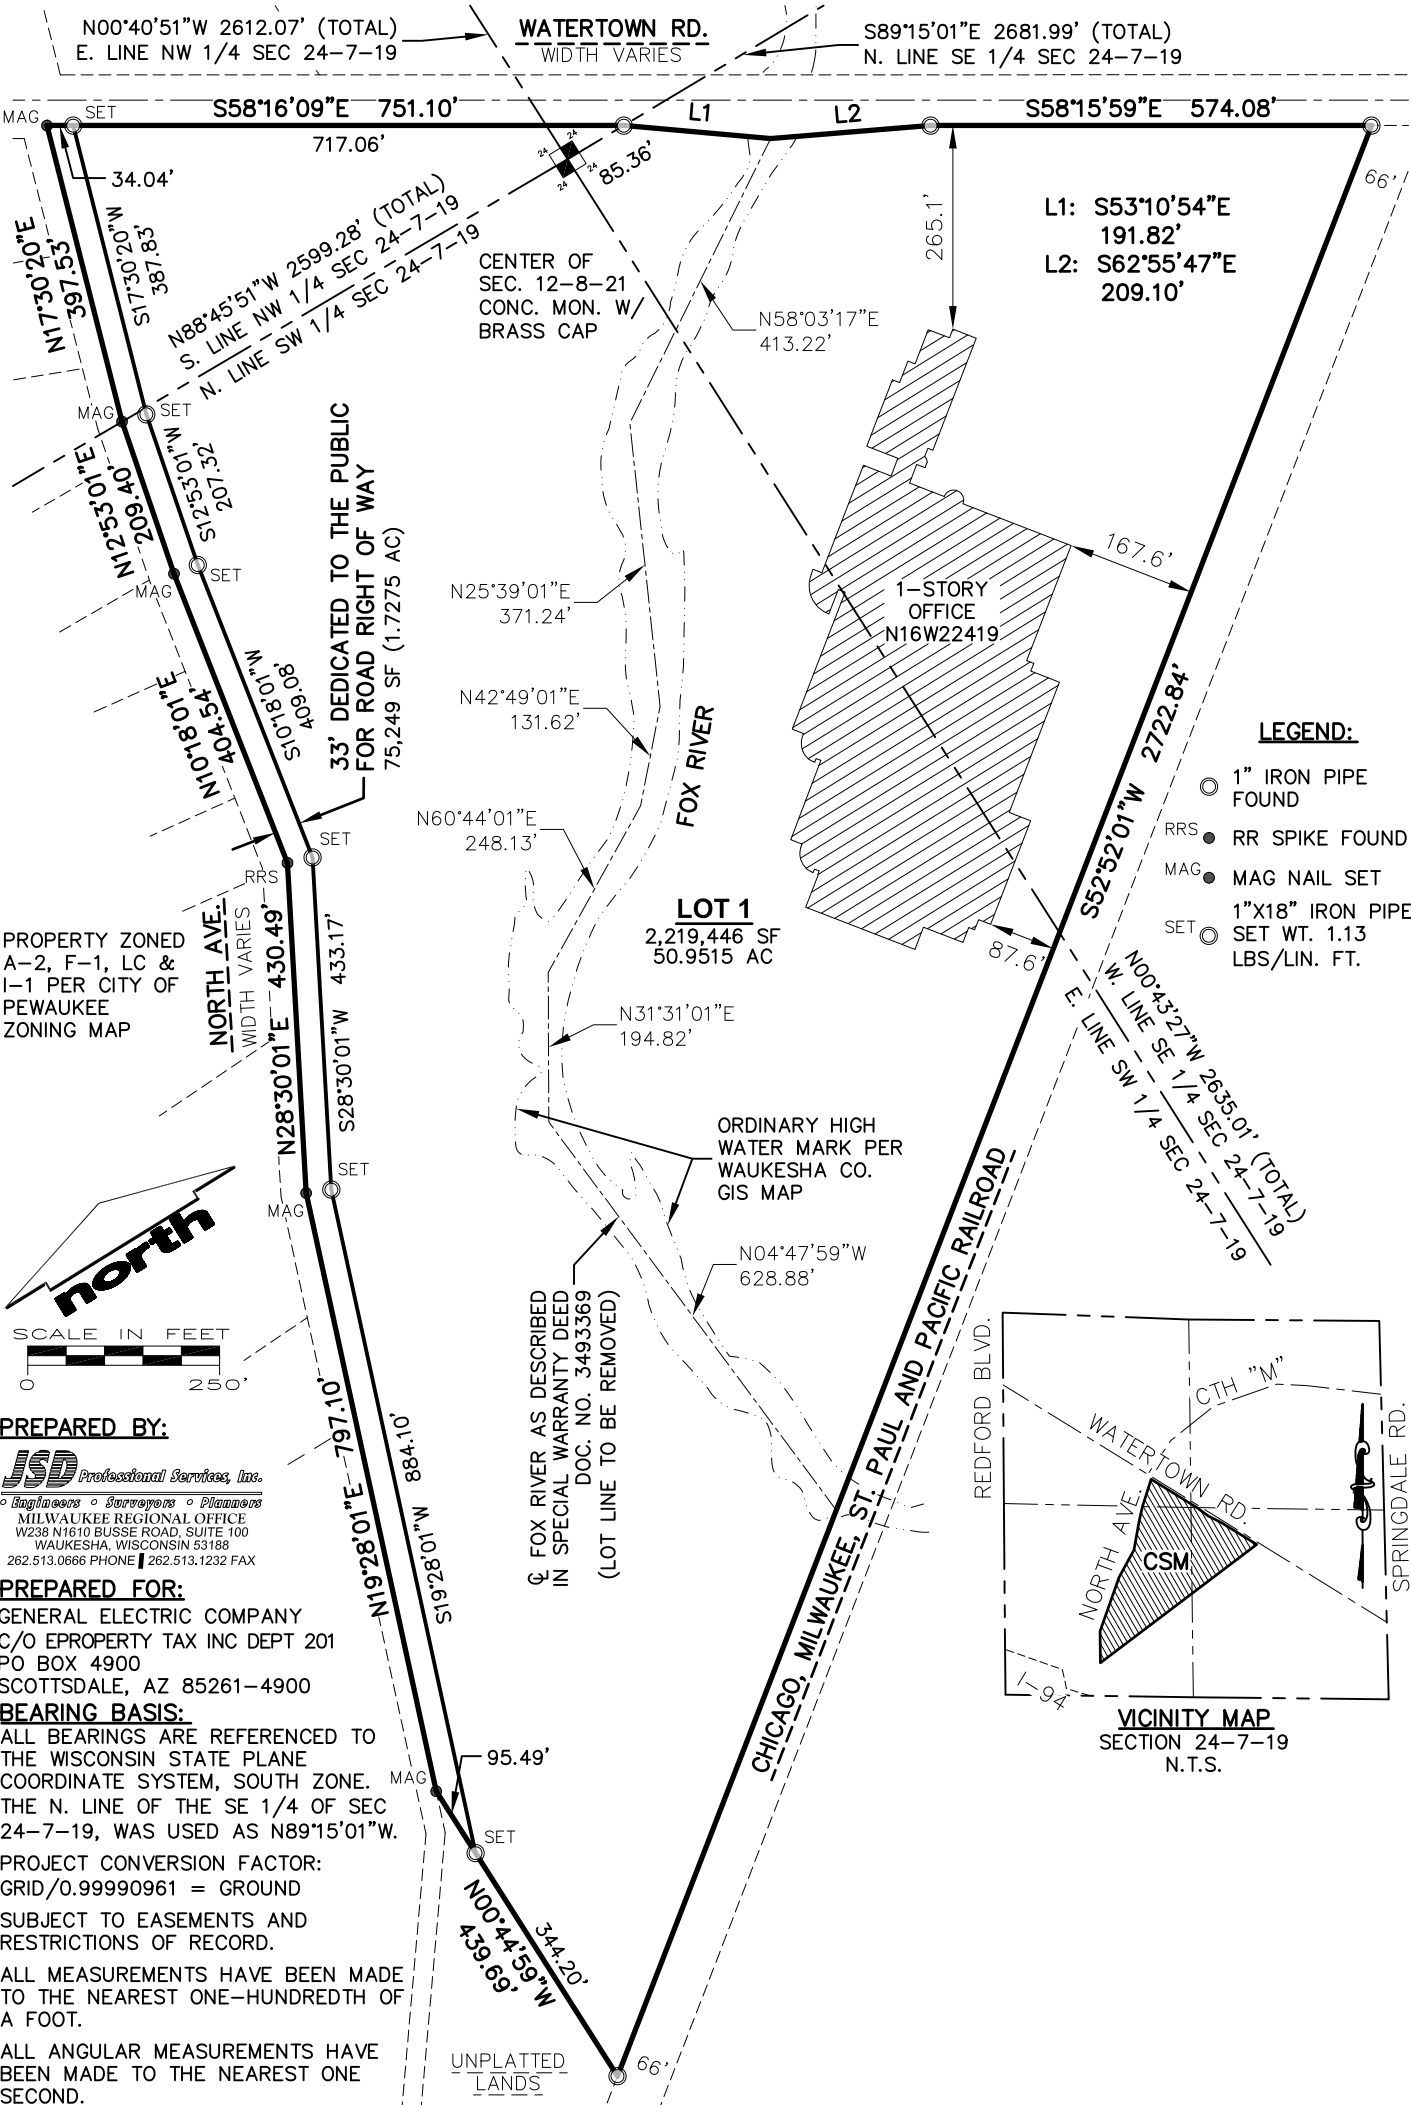 N00°40'51"W 2612.07' (TOTAL)
E. LINE NW 1/4 SEC 24-7-19
WATERTOWN RD.
WIDTH VARIES
S89°15'01"E 2681.99' (TOTAL)
N. LINE SE 1/4 SEC 24-7-19
MAG
SET
S58°16'09"E 751.10'
717.06'
L1
L2
S58°15'59"E 574.08'
34.04'
24
24
24
24
85.36'
66'
265.1'
L1: S53°10'54"E
191.82'
L2: S62°55'47"E
209.10'
N17°30'20"E
397.53'
S17°30'20"W
387.83'
N88°45'51"W 2599.28' (TOTAL)
S. LINE NW 1/4 SEC 24-7-19
N. LINE SW 1/4 SEC 24-7-19
CENTER OF
SEC. 12-8-21
CONC. MON. W/
BRASS CAP
N58°03'17"E
413.22'
MAG
SET
N12°53'01"E
209.40'
S12°53'01"W
207.32'
33' DEDICATED TO THE PUBLIC
FOR ROAD RIGHT OF WAY
75,249 SF (1.7275 AC)
MAG
SET
N25°39'01"E
371.24'
1-STORY
OFFICE
N16W22419
167.6'
N10°18'01"E
404.54'
S10°18'01"W
409.08'
N42°49'01"E
131.62'
FOX RIVER
S52°52'01"W 2722.84'
LEGEND:
1" IRON PIPE
FOUND
RRS
RR SPIKE FOUND
MAG
MAG NAIL SET
SET
1"X18" IRON PIPE
SET WT. 1.13
LBS/LIN. FT.
N60°44'01"E
248.13'
SET
RRS
LOT 1
2,219,446 SF
50.9515 AC
87.6'
PROPERTY ZONED
A-2, F-1, LC &
I-1 PER CITY OF
PEWAUKEE
ZONING MAP
NORTH AVE.
WIDTH VARIES
N28°30'01"E 430.49'
S28°30'01"W 433.17'
N31°31'01"E
194.82'
N00°43'27"W 2635.01' (TOTAL)
W. LINE SE 1/4 SEC 24-7-19
E. LINE SW 1/4 SEC 24-7-19
ORDINARY HIGH
WATER MARK PER
WAUKESHA CO.
GIS MAP
SET
MAG
north
N04°47'59"W
628.88'
SCALE IN FEET
0 250'
℄ FOX RIVER AS DESCRIBED
IN SPECIAL WARRANTY DEED
DOC. NO. 3493369
(LOT LINE TO BE REMOVED)
CHICAGO, MILWAUKEE, ST. PAUL AND PACIFIC RAILROAD
N19°28'01"E 797.10'
S19°28'01"W 884.10'
PREPARED BY:
JSD Professional Services, Inc.
• Engineers • Surveyors • Planners
MILWAUKEE REGIONAL OFFICE
W238 N1610 BUSSE ROAD, SUITE 100
WAUKESHA, WISCONSIN 53188
262.513.0666 PHONE | 262.513.1232 FAX
PREPARED FOR:
GENERAL ELECTRIC COMPANY
C/O EPROPERTY TAX INC DEPT 201
PO BOX 4900
SCOTTSDALE, AZ 85261-4900
BEARING BASIS:
ALL BEARINGS ARE REFERENCED TO
THE WISCONSIN STATE PLANE
COORDINATE SYSTEM, SOUTH ZONE.
THE N. LINE OF THE SE 1/4 OF SEC
24-7-19, WAS USED AS N89°15'01"W.
PROJECT CONVERSION FACTOR:
GRID/0.99990961 = GROUND
SUBJECT TO EASEMENTS AND
RESTRICTIONS OF RECORD.
ALL MEASUREMENTS HAVE BEEN MADE
TO THE NEAREST ONE-HUNDREDTH OF
A FOOT.
ALL ANGULAR MEASUREMENTS HAVE
BEEN MADE TO THE NEAREST ONE
SECOND.
MAG
95.49'
SET
N00°44'59"W
439.69'
344.20'
UNPLATTED
LANDS
66'
REDFORD BLVD.
CTH "M"
WATERTOWN RD.
NORTH AVE.
CSM
SPRINGDALE RD.
I-94
VICINITY MAP
SECTION 24-7-19
N.T.S.